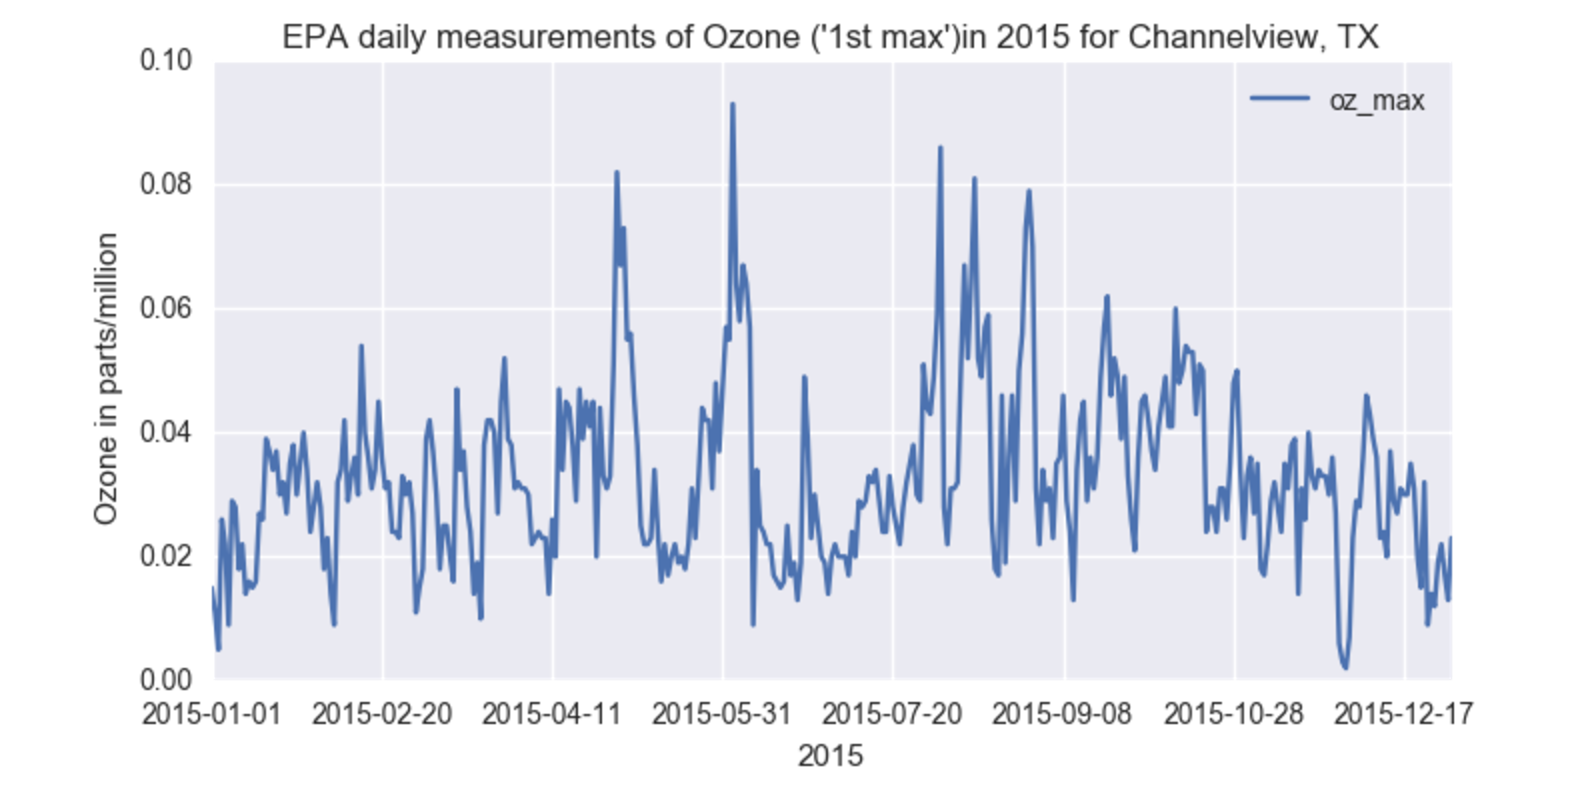 EPA daily measurements of Ozone ('1st max')in 2015 for Channelview, TX
oz_max
Ozone in parts/million
0.10
0.08
0.06
0.04
0.02
0.00
2015-01-01 2015-02-20 2015-04-11 2015-05-31 2015-07-20 2015-09-08 2015-10-28 2015-12-17
2015